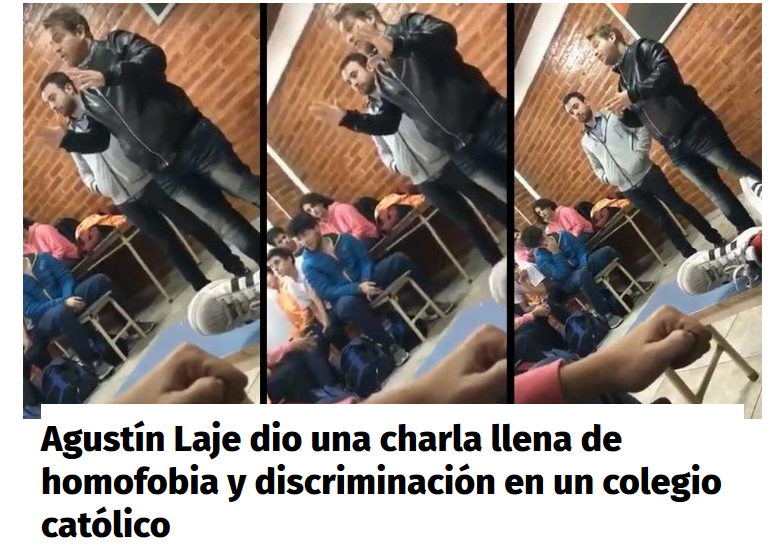 Agustín Laje dio una charla llena de
homofobia y discriminación en un colegio
católico